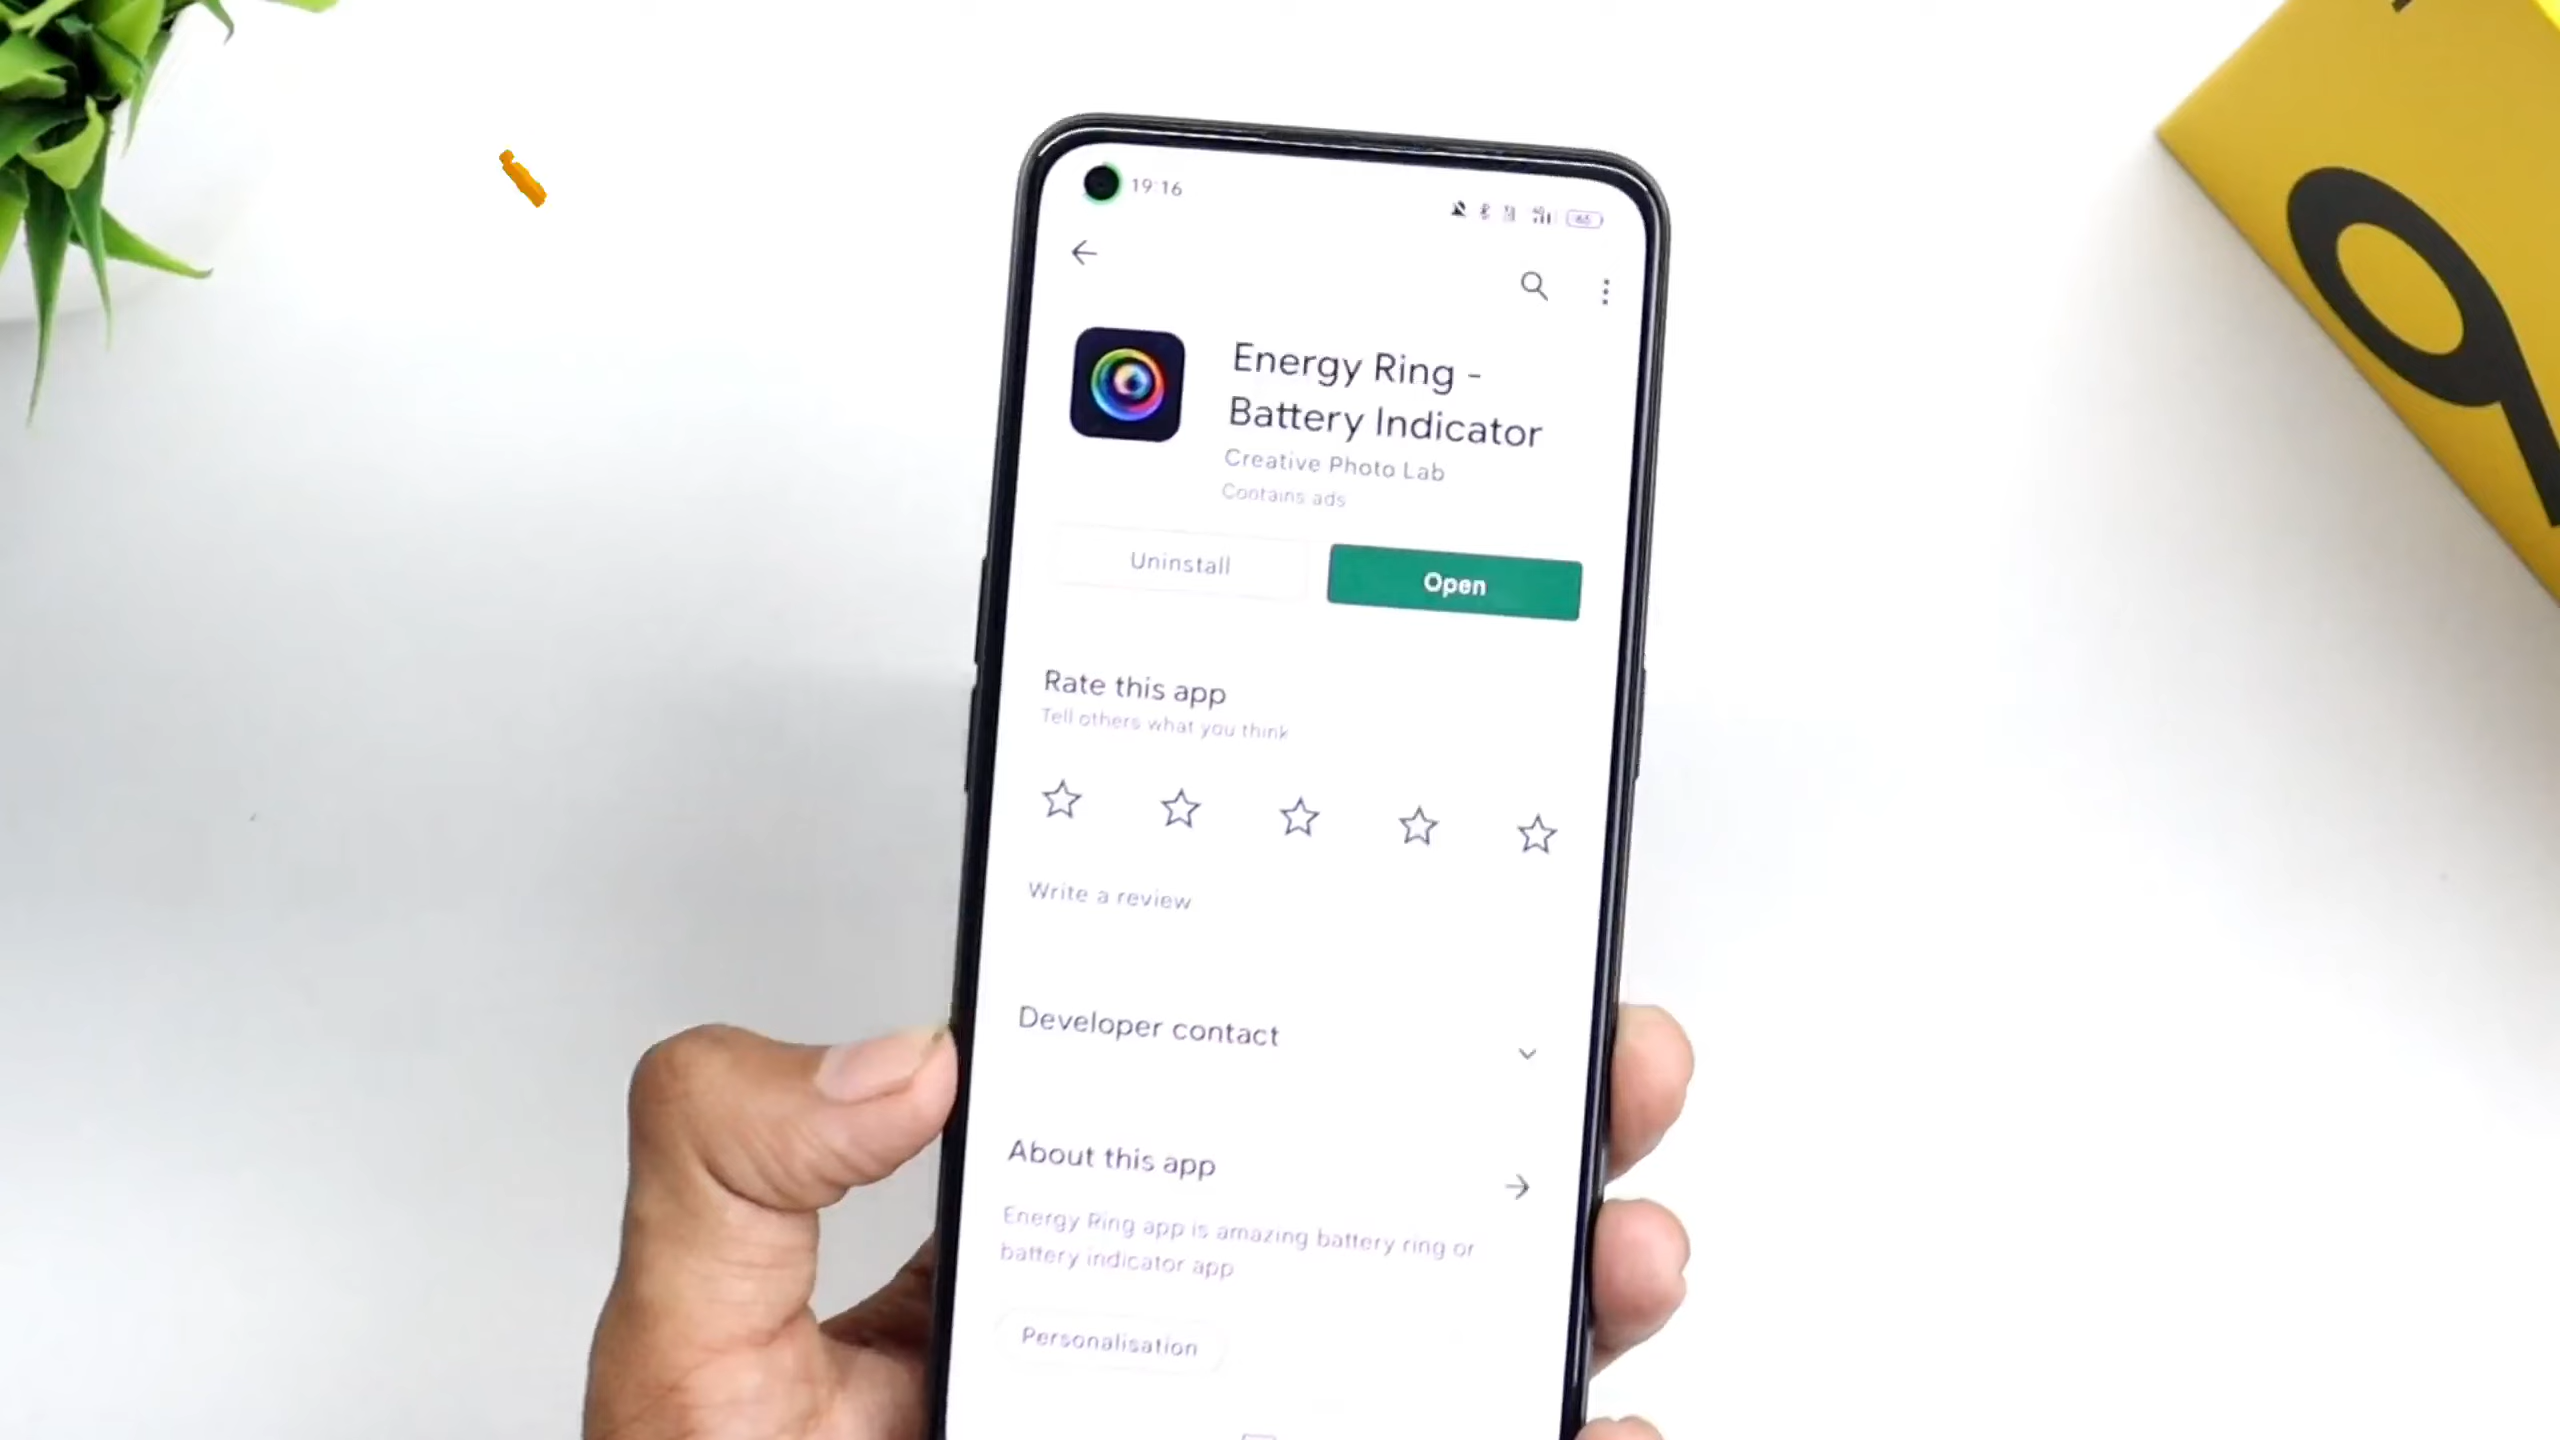 19:16
65
Energy Ring -
Battery Indicator
Creative Photo Lab
Contains ads
Uninstall
Open
Rate this app
Tell others what you think
Write a review
Developer contact
About this app
Energy Ring app is amazing battery ring or
battery indicator app
Personalisation
9